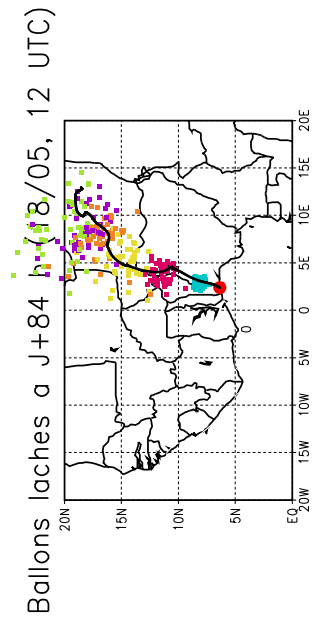 Ballons laches a J+84 h (18/05, 12 UTC)
20N
15N
10N
5N
EQ
20W
15W
10W
5W
0
5E
10E
15E
20E
0